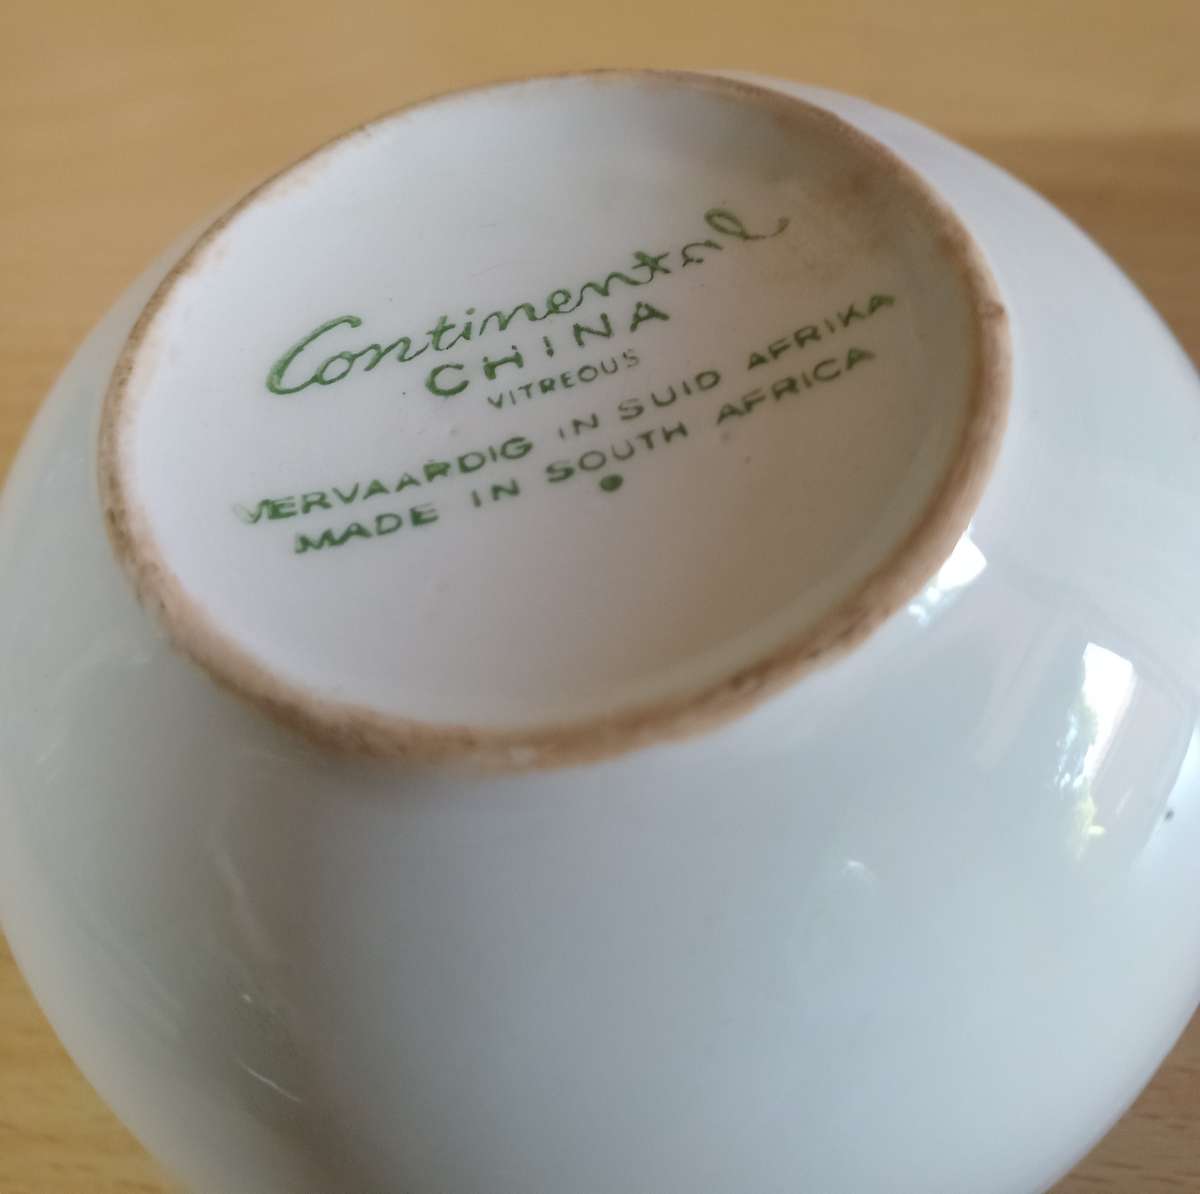 Continental
CHINA
VITREOUS
VERVAARDIG IN SUID AFRIKA
MADE IN SOUTH AFRICA